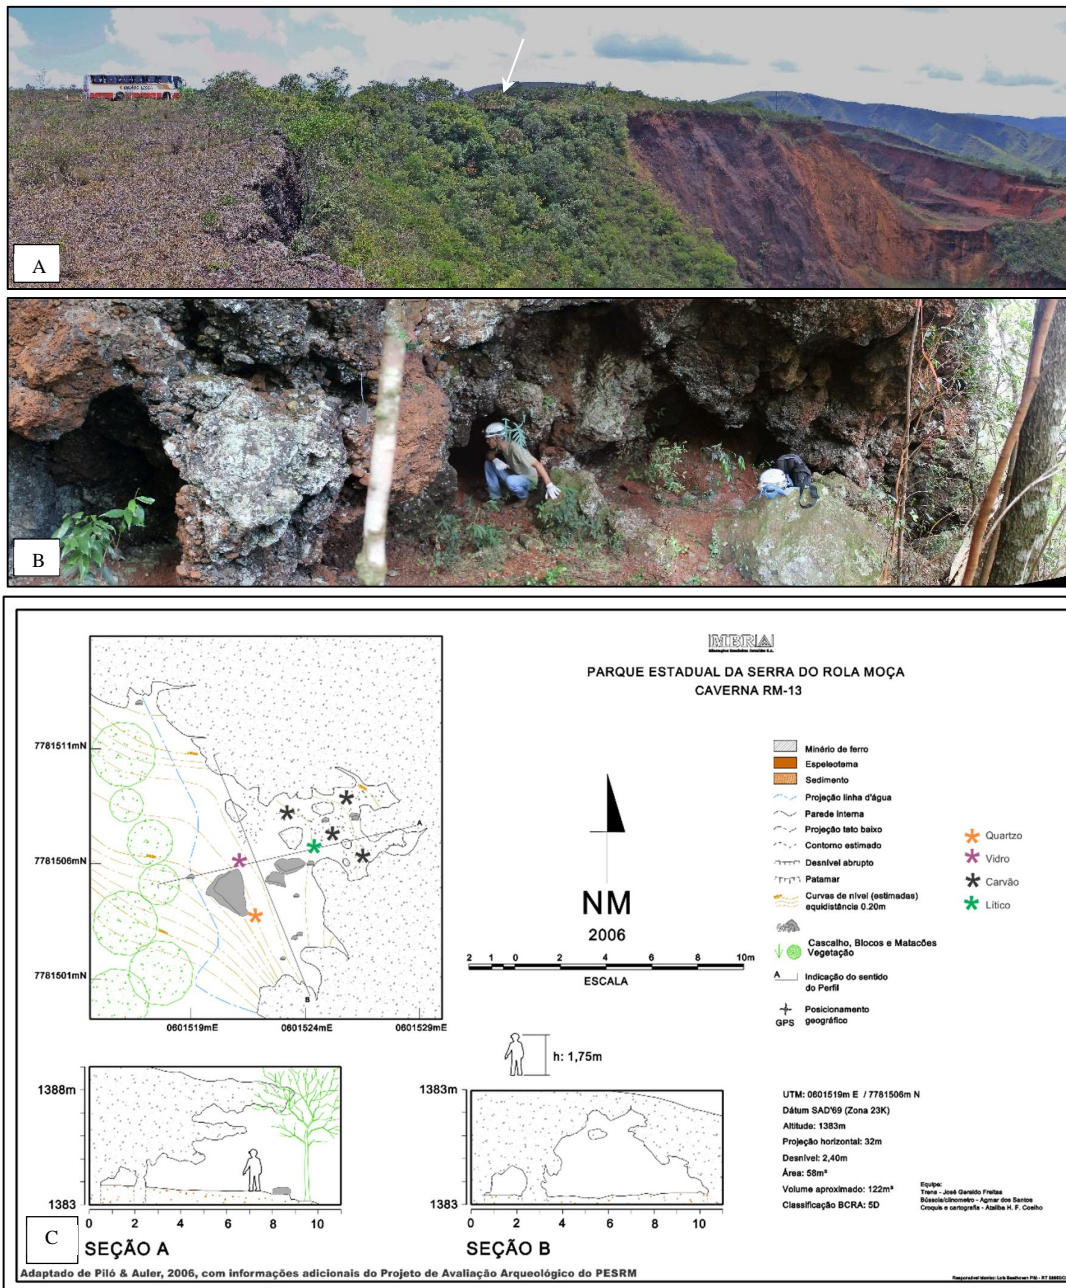 A
B
MBR
PARQUE ESTADUAL DA SERRA DO ROLA MOÇA
CAVERNA RM-13
7781511mN
7781506mN
7781501mN
0601519mE
0601524mE
0601529mE
A
B
NM
2006
2 1 0 2 4 6 8 10m
ESCALA
Minério de ferro
Espeleotema
Sedimento
Projeção linha d'água
Parede interna
Projeção teto baixo
Contorno estimado
Desnível abrupto
Patamar
Curvas de nível (estimadas)
equidistância 0.20m
Cascalho, Blocos e Matacões
Vegetação
A
Indicação do sentido
do Perfil
GPS
Posicionamento
geográfico
Quartzo
Vidro
Carvão
Lítico
h: 1,75m
1388m
1383
0 2 4 6 8 10
SEÇÃO A
1383m
1383
0 2 4 6 8 10
SEÇÃO B
UTM: 0601519m E / 7781506m N
Dátum SAD'69 (Zona 23K)
Altitude: 1383m
Projeção horizontal: 32m
Desnível: 2,40m
Área: 58m²
Volume aproximado: 122m³
Classificação BCRA: 5D
Equipe:
Trena - José Geraldo Freitas
Bússola/clinometro - Agmar dos Santos
Croquis e cartografia - Ataliba H. F. Coelho
C
Adaptado de Piló & Auler, 2006, com informações adicionais do Projeto de Avaliação Arqueológico do PESRM